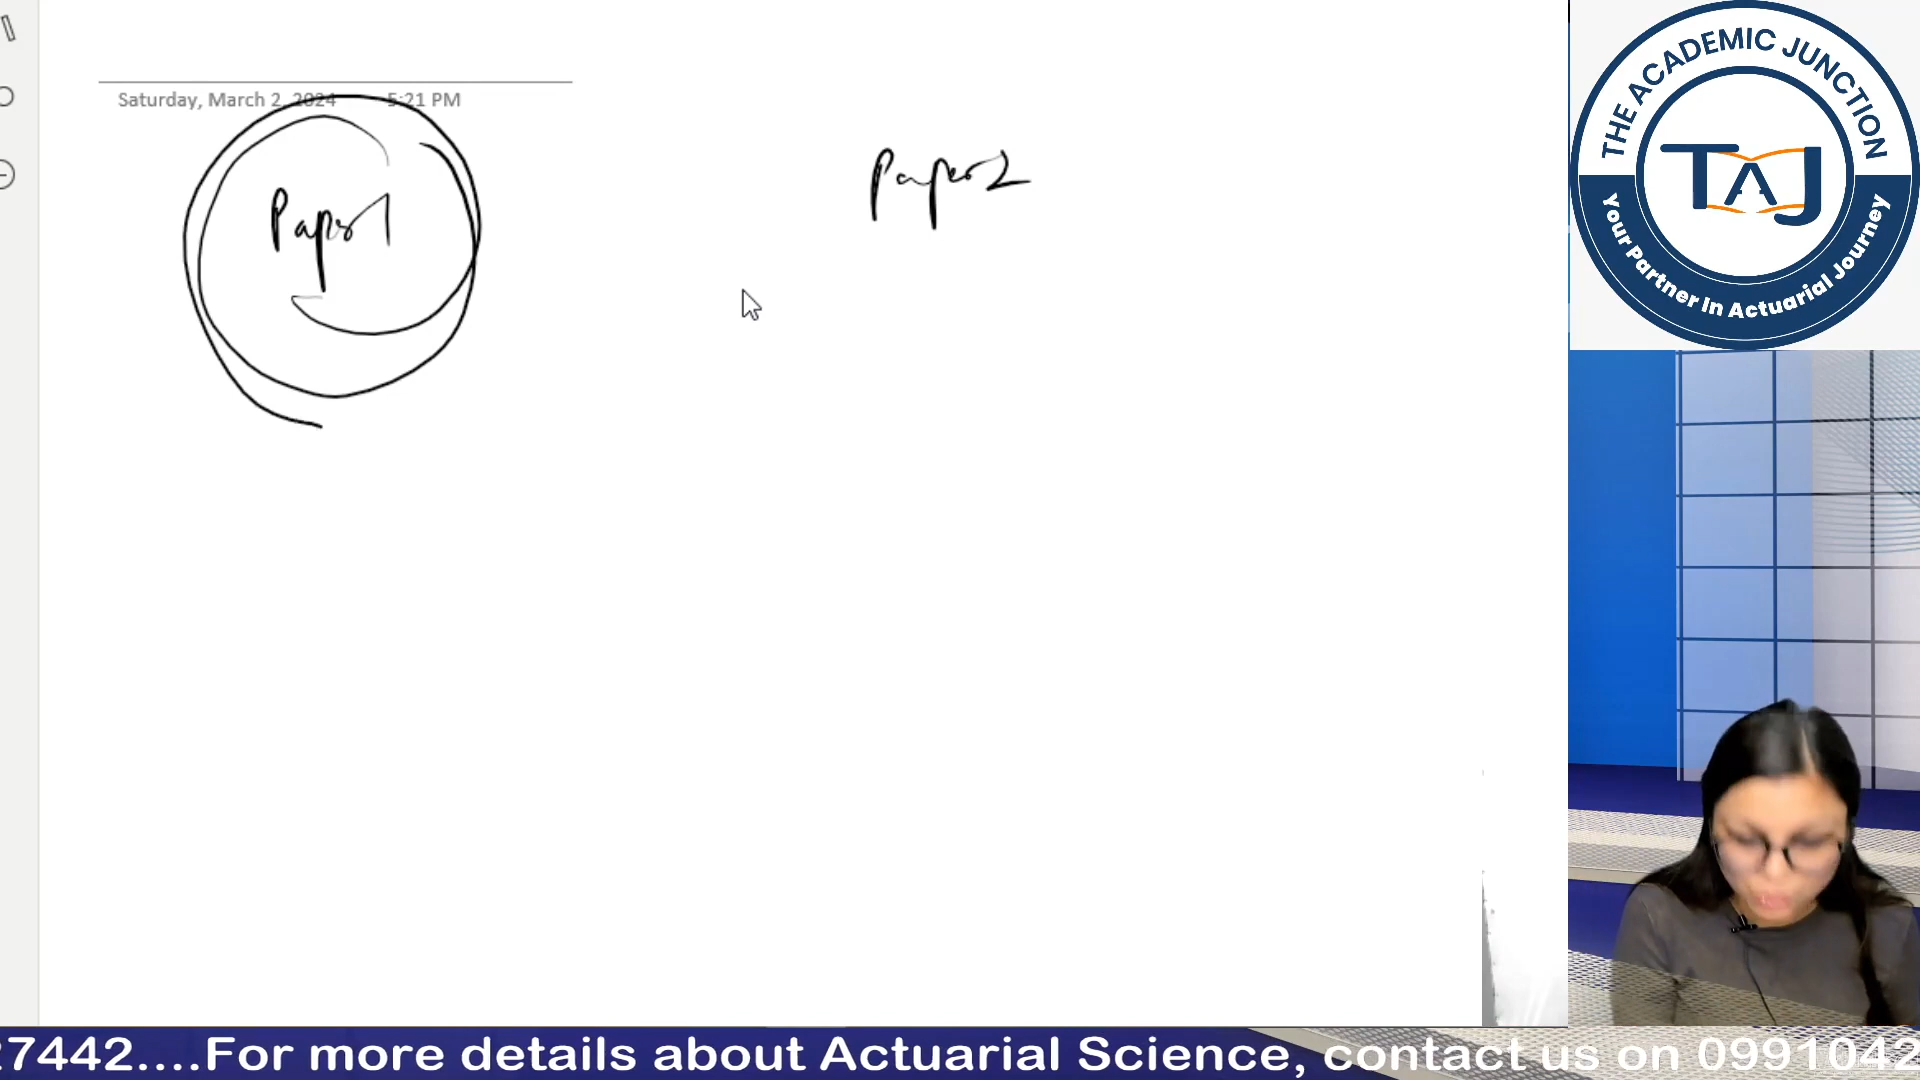 Saturday, March 2, 2024 5:21 PM
Paper 1
Paper 2
THE ACADEMIC JUNCTION
TAJ
Your Partner In Actuarial Journey
27442....For more details about Actuarial Science, contact us on 0991042